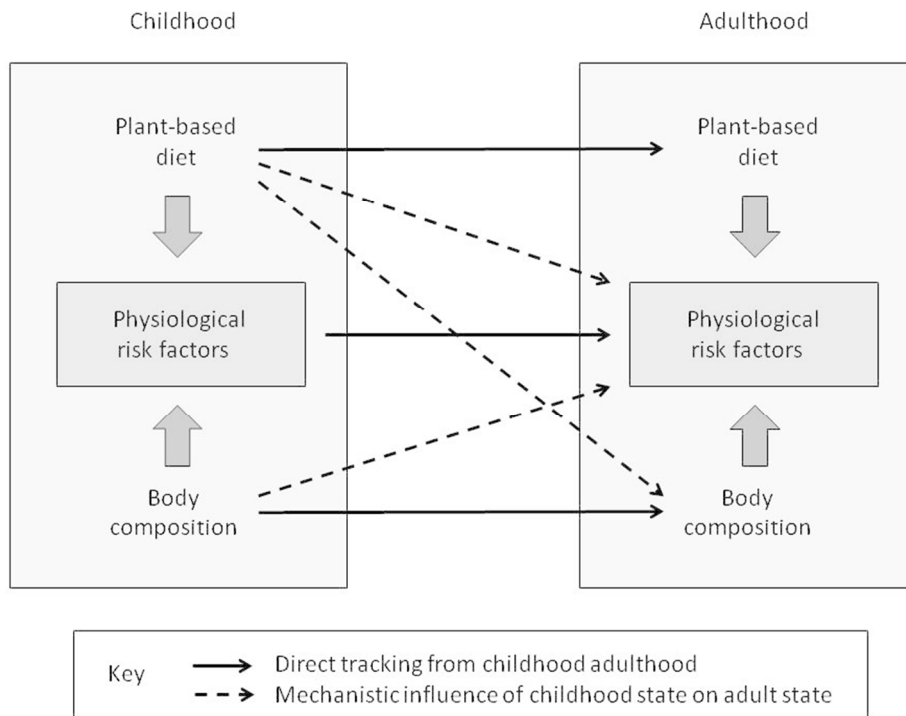 Childhood
Adulthood
Plant-based
diet
Plant-based
diet
Physiological
risk factors
Physiological
risk factors
Body
composition
Body
composition
Key
Direct tracking from childhood adulthood
Mechanistic influence of childhood state on adult state